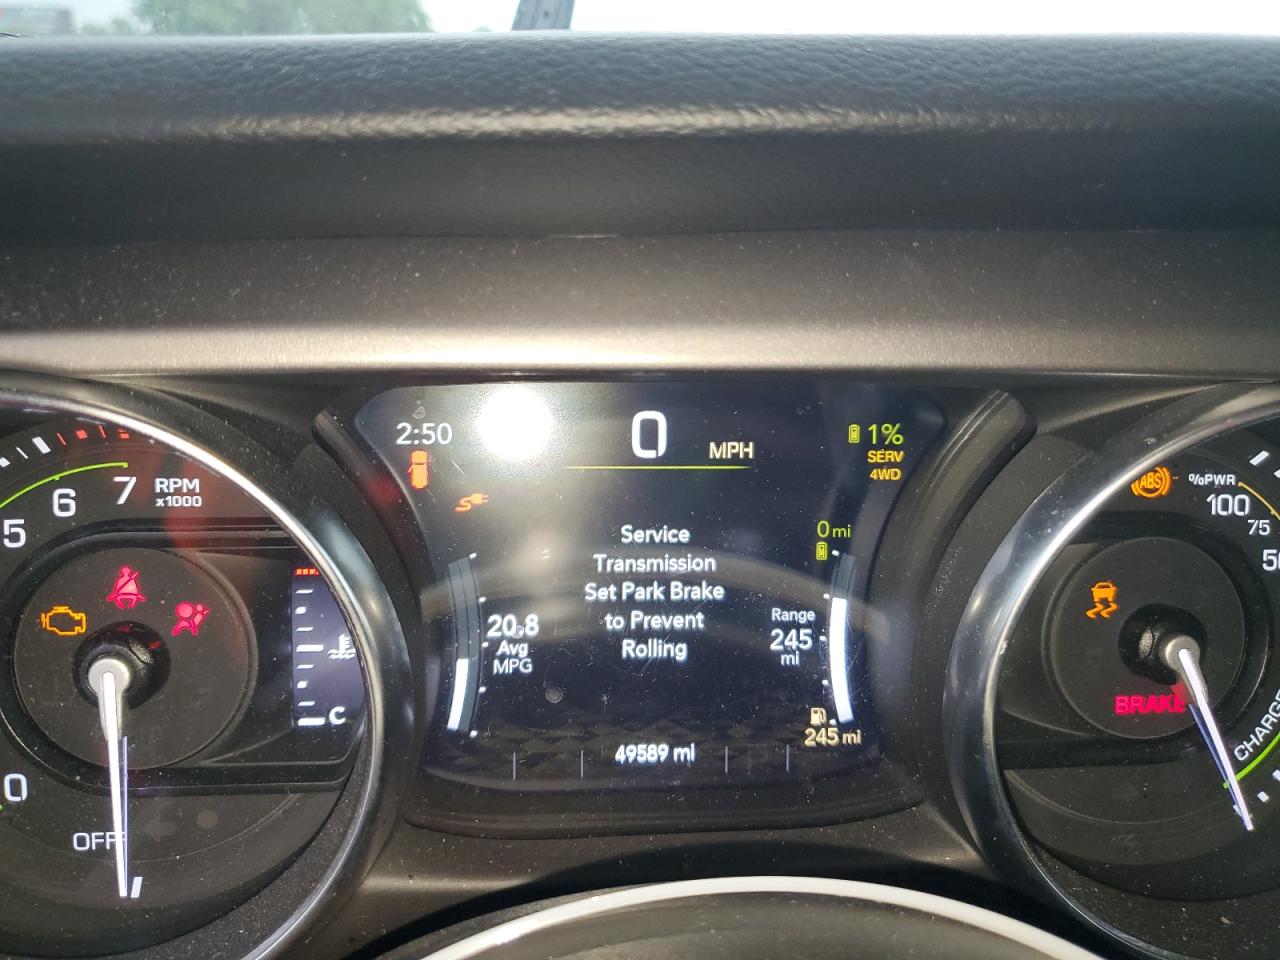 2:50
0 MPH
1%
SERV
4WD
5 6 7 RPM
x1000
ABS
%PWR
100
75
50
0 mi
Service
Transmission
Set Park Brake
to Prevent
Rolling
20.8
Avg
MPG
Range
245
mi
C
BRAKE
CHARGE
49589 mi
245 mi
0
OFF